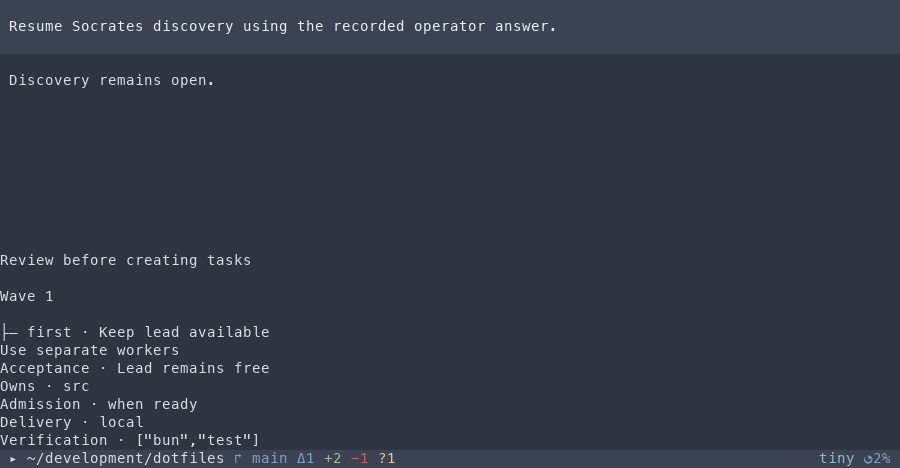 Resume Socrates discovery using the recorded operator answer.
Discovery remains open.
Review before creating tasks
Wave 1
├─ first · Keep lead available
Use separate workers
Acceptance · Lead remains free
Owns · src
Admission · when ready
Delivery · local
Verification · ["bun","test"]
▸ ~/development/dotfiles ↱ main Δ1 +2 −1 ?1 tiny ◔2%